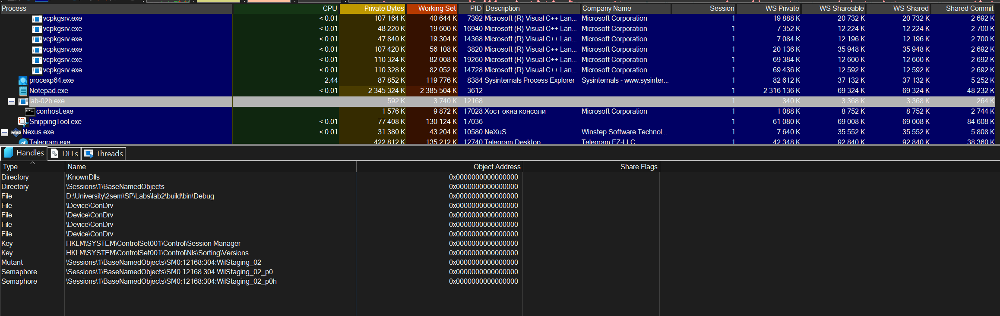 Process CPU Private Bytes Working Set PID Description Company Name Session WS Private WS Shareable WS Shared Shared Commit
vcpkgsrv.exe < 0.01 107 164 K 40 644 K 7392 Microsoft (R) Visual C++ Lan... Microsoft Corporation 1 19 888 K 20 732 K 20 732 K 2 692 K
vcpkgsrv.exe < 0.01 48 220 K 19 600 K 16940 Microsoft (R) Visual C++ Lan... Microsoft Corporation 1 7 352 K 12 224 K 12 224 K 2 700 K
vcpkgsrv.exe < 0.01 47 840 K 19 304 K 14368 Microsoft (R) Visual C++ Lan... Microsoft Corporation 1 7 084 K 12 196 K 12 196 K 2 700 K
vcpkgsrv.exe < 0.01 107 420 K 56 108 K 3820 Microsoft (R) Visual C++ Lan... Microsoft Corporation 1 20 136 K 35 948 K 35 948 K 2 692 K
vcpkgsrv.exe < 0.01 110 324 K 82 008 K 19260 Microsoft (R) Visual C++ Lan... Microsoft Corporation 1 69 384 K 12 600 K 12 600 K 2 692 K
vcpkgsrv.exe < 0.01 110 328 K 82 052 K 14728 Microsoft (R) Visual C++ Lan... Microsoft Corporation 1 69 436 K 12 592 K 12 592 K 2 692 K
procexp64.exe 2.44 87 852 K 119 776 K 8384 Sysinternals Process Explorer Sysinternals - www.sysinter... 1 82 612 K 37 132 K 37 132 K 5 252 K
Notepad.exe < 0.01 2 345 324 K 2 385 504 K 3612 1 2 316 136 K 69 324 K 69 324 K 48 232 K
lab-02b.exe 592 K 3 740 K 12168 1 340 K 3 368 K 3 368 K 264 K
conhost.exe 1 576 K 9 872 K 17028 Хост окна консоли Microsoft Corporation 1 1 088 K 8 752 K 8 752 K 2 744 K
SnippingTool.exe < 0.01 77 408 K 130 124 K 17036 1 61 080 K 69 008 K 69 008 K 84 608 K
Nexus.exe < 0.01 31 380 K 43 204 K 10580 NeXuS Winstep Software Technol... 1 7 640 K 35 552 K 35 552 K 5 808 K
Telegram.exe 422 812 K 135 212 K 12740 Telegram Desktop Telegram FZ-LLC 1 42 348 K 92 840 K 92 840 K 38 360 K
Handles DLLs Threads
Type Name Object Address Share Flags
Directory \KnownDlls 0x0000000000000000
Directory \Sessions\1\BaseNamedObjects 0x0000000000000000
File D:\University\2sem\SP\Labs\lab2\build\bin\Debug 0x0000000000000000
File \Device\ConDrv 0x0000000000000000
File \Device\ConDrv 0x0000000000000000
File \Device\ConDrv 0x0000000000000000
File \Device\ConDrv 0x0000000000000000
Key HKLM\SYSTEM\ControlSet001\Control\Session Manager 0x0000000000000000
Key HKLM\SYSTEM\ControlSet001\Control\Nls\Sorting\Versions 0x0000000000000000
Mutant \Sessions\1\BaseNamedObjects\SM0:12168:304:WilStaging_02 0x0000000000000000
Semaphore \Sessions\1\BaseNamedObjects\SM0:12168:304:WilStaging_02_p0 0x0000000000000000
Semaphore \Sessions\1\BaseNamedObjects\SM0:12168:304:WilStaging_02_p0h 0x0000000000000000